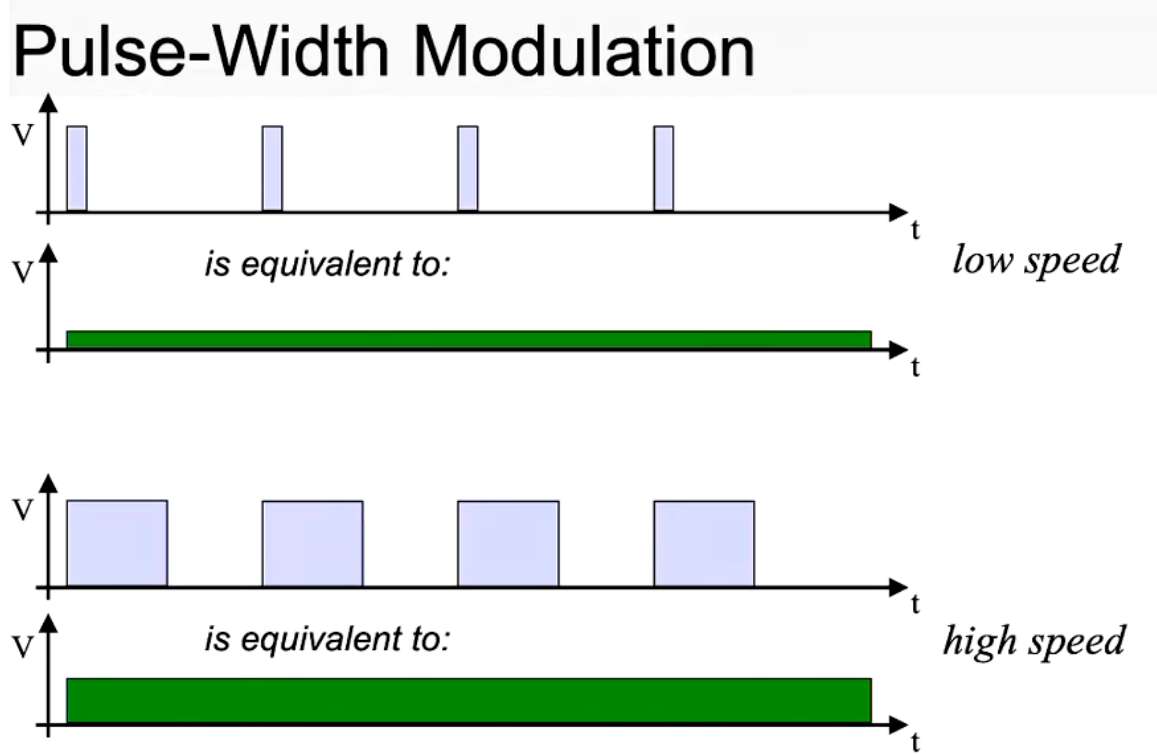 Pulse-Width Modulation
V
t
V
is equivalent to:
low speed
t
V
t
V
is equivalent to:
high speed
t